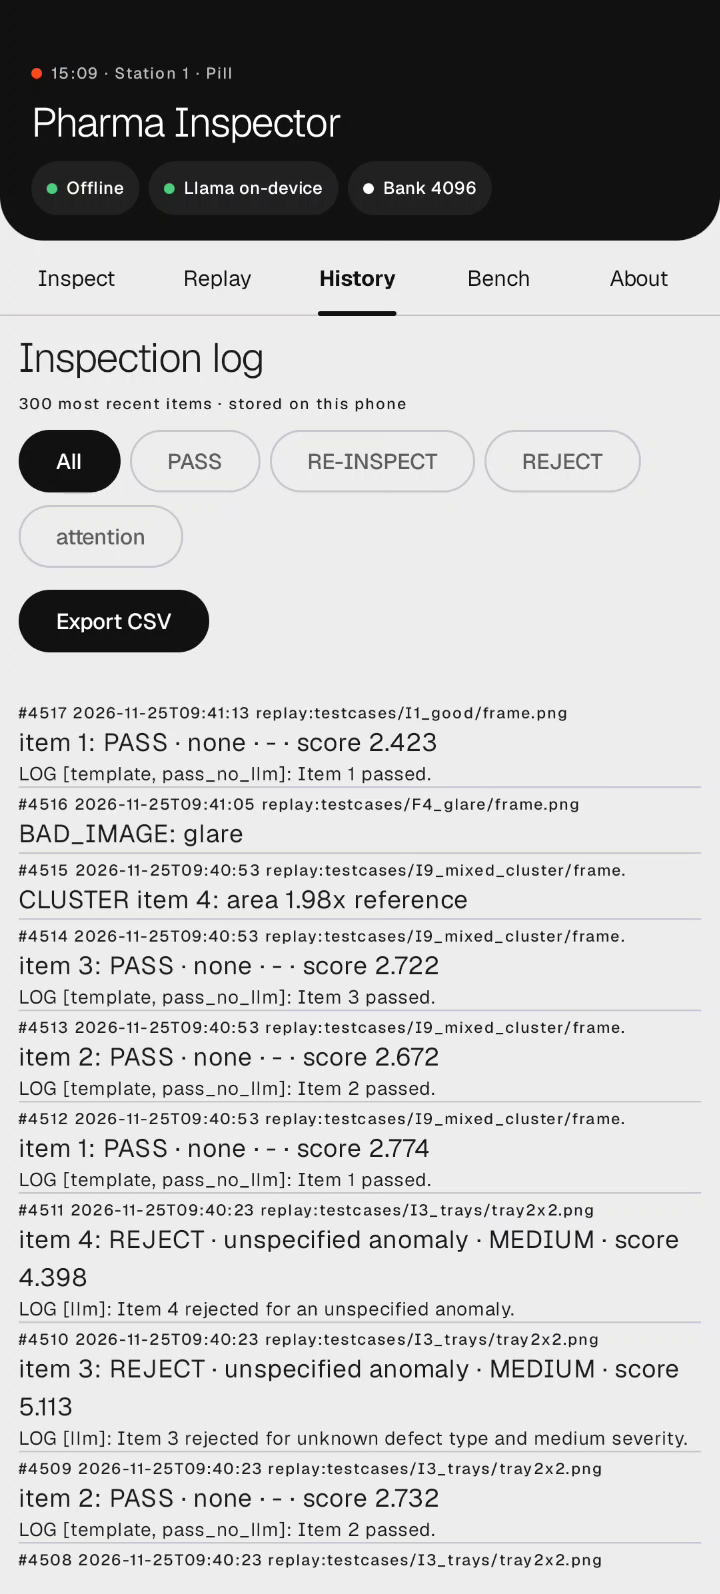 15:09 · Station 1 · Pill
Pharma Inspector
Offline
Llama on-device
Bank 4096
Inspect
Replay
History
Bench
About
Inspection log
300 most recent items · stored on this phone
All
PASS
RE-INSPECT
REJECT
attention
Export CSV
#4517 2026-11-25T09:41:13 replay:testcases/I1_good/frame.png
item 1: PASS · none · - · score 2.423
LOG [template, pass_no_llm]: Item 1 passed.
#4516 2026-11-25T09:41:05 replay:testcases/F4_glare/frame.png
BAD_IMAGE: glare
#4515 2026-11-25T09:40:53 replay:testcases/I9_mixed_cluster/frame.
CLUSTER item 4: area 1.98x reference
#4514 2026-11-25T09:40:53 replay:testcases/I9_mixed_cluster/frame.
item 3: PASS · none · - · score 2.722
LOG [template, pass_no_llm]: Item 3 passed.
#4513 2026-11-25T09:40:53 replay:testcases/I9_mixed_cluster/frame.
item 2: PASS · none · - · score 2.672
LOG [template, pass_no_llm]: Item 2 passed.
#4512 2026-11-25T09:40:53 replay:testcases/I9_mixed_cluster/frame.
item 1: PASS · none · - · score 2.774
LOG [template, pass_no_llm]: Item 1 passed.
#4511 2026-11-25T09:40:23 replay:testcases/I3_trays/tray2x2.png
item 4: REJECT · unspecified anomaly · MEDIUM · score
4.398
LOG [llm]: Item 4 rejected for an unspecified anomaly.
#4510 2026-11-25T09:40:23 replay:testcases/I3_trays/tray2x2.png
item 3: REJECT · unspecified anomaly · MEDIUM · score
5.113
LOG [llm]: Item 3 rejected for unknown defect type and medium severity.
#4509 2026-11-25T09:40:23 replay:testcases/I3_trays/tray2x2.png
item 2: PASS · none · - · score 2.732
LOG [template, pass_no_llm]: Item 2 passed.
#4508 2026-11-25T09:40:23 replay:testcases/I3_trays/tray2x2.png